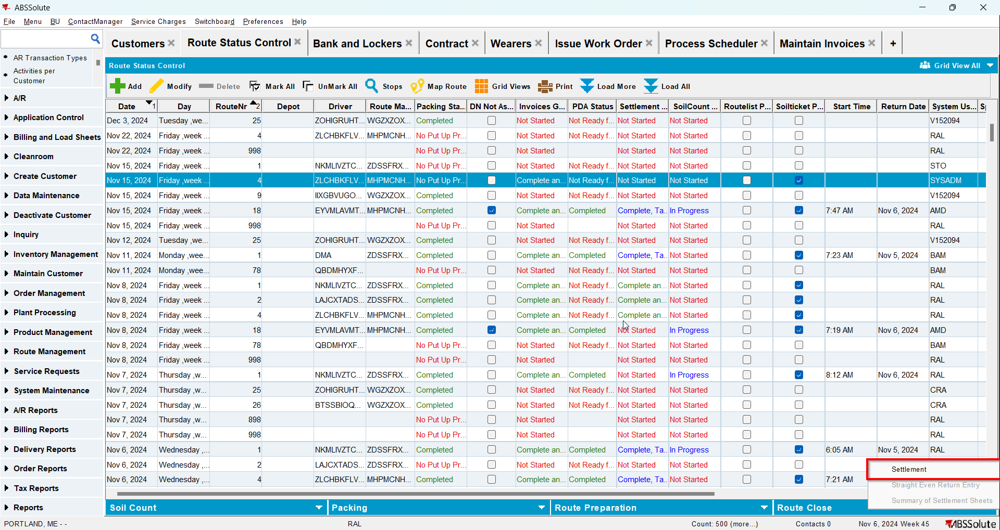 ABSSolute
File Menu BU ContactManager Service Charges Switchboard Preferences Help
Customers Route Status Control Bank and Lockers Contract Wearers Issue Work Order Process Scheduler Maintain Invoices +
AR Transaction Types
Activities per
Customer
A/R
Application Control
Billing and Load Sheets
Cleanroom
Create Customer
Data Maintenance
Deactivate Customer
Inquiry
Inventory Management
Maintain Customer
Order Management
Plant Processing
Product Management
Route Management
Service Requests
System Maintenance
A/R Reports
Billing Reports
Delivery Reports
Order Reports
Tax Reports
Reports
Route Status Control Grid View All
Add Modify Delete Mark All UnMark All Stops Map Route Grid Views Print Load More Load All
Date 1 Day RouteNr 2 Depot Driver Route Ma... Packing Sta... DN Not As... Invoices G... PDA Status Settlement ... SoilCount ... Routelist P... Soilticket P... Start Time Return Date System Us...
Dec 3, 2024 Tuesday ,we... 25 ZOHIGRUHT... WGZXZOX... Completed Not Started Not Ready f... Not Started Not Started V152094
Nov 22, 2024 Friday ,week ... 4 ZLCHBKFLV... MHPMCNH... No Put Up Pr... Not Started Not Ready f... Not Started Not Started RAL
Nov 22, 2024 Friday ,week ... 998 No Put Up Pr... Not Started Not Started Not Started RAL
Nov 15, 2024 Friday ,week ... 1 NKMLIVZTC... ZDSSFRX... No Put Up Pr... Not Started Not Ready f... Not Started Not Started STO
Nov 15, 2024 Friday ,week ... 4 ZLCHBKFLV... MHPMCNH... No Put Up Pr... Complete an... Not Ready f... Not Started Not Started SYSADM
Nov 15, 2024 Friday ,week ... 9 IIXGBVUGO... WGZXZOX... Completed Not Started Not Ready f... Not Started Not Started V152094
Nov 15, 2024 Friday ,week ... 18 EYVMLAVMT... MHPMCNH... Completed Complete an... Completed Complete, Ta... In Progress 7:47 AM Nov 6, 2024 AMD
Nov 15, 2024 Friday ,week ... 998 No Put Up Pr... Not Started Not Started Not Started RAL
Nov 12, 2024 Tuesday ,we... 25 ZOHIGRUHT... WGZXZOX... Completed Not Started Not Ready f... Not Started Not Started V152094
Nov 11, 2024 Monday ,wee... 1 DMA ZDSSFRX... Completed Complete an... Completed Complete, Ta... Not Started 7:23 AM Nov 5, 2024 BAM
Nov 11, 2024 Monday ,wee... 78 QBDMHYXF... No Put Up Pr... Not Started Not Ready f... Not Started Not Started BAM
Nov 8, 2024 Friday ,week ... 1 NKMLIVZTC... ZDSSFRX... Completed Complete an... Not Ready f... Complete an... Not Started RAL
Nov 8, 2024 Friday ,week ... 2 LAJCXTADS... ZDSSFRX... Completed Complete an... Not Ready f... Complete an... Not Started RAL
Nov 8, 2024 Friday ,week ... 4 ZLCHBKFLV... MHPMCNH... Completed Complete an... Not Ready f... Complete an... Not Started RAL
Nov 8, 2024 Friday ,week ... 18 EYVMLAVMT... MHPMCNH... Completed Complete an... Completed Not Started In Progress 7:19 AM Nov 6, 2024 AMD
Nov 8, 2024 Friday ,week ... 78 QBDMHYXF... No Put Up Pr... Not Started Not Ready f... Not Started Not Started BAM
Nov 8, 2024 Friday ,week ... 998 No Put Up Pr... Not Started Not Started Not Started RAL
Nov 7, 2024 Thursday ,w... 1 NKMLIVZTC... ZDSSFRX... Completed Complete an... Completed Not Started In Progress 8:12 AM Nov 6, 2024 RAL
Nov 7, 2024 Thursday ,w... 25 ZOHIGRUHT... WGZXZOX... Completed Not Started Not Ready f... Not Started Not Started CRA
Nov 7, 2024 Thursday ,w... 26 BTSSBIOQ... WGZXZOX... Completed Not Started Not Ready f... Not Started Not Started CRA
Nov 7, 2024 Thursday ,w... 898 No Put Up Pr... Not Started Not Started Not Started RAL
Nov 7, 2024 Thursday ,w... 998 No Put Up Pr... Not Started Not Started Not Started RAL
Nov 6, 2024 Wednesday ,... 1 NKMLIVZTC... ZDSSFRX... Completed Complete an... Completed Complete, Ta... In Progress 6:05 AM Nov 5, 2024 RAL
Nov 6, 2024 Wednesday ,... 2 LAJCXTADS... ZDSSFRX... No Put Up Pr... Not Started Not Ready f... Not Started Not Started
Nov 6, 2024 Wednesday ,... 4 ZLCHBKFLV... MHPMCNH... Completed Complete an... Completed Complete, Ta... Not Started 7:21 AM
Settlement
Straight Even Return Entry
Summary of Settlement Sheets
Soil Count Packing Route Preparation Route Close
PORTLAND, ME - - RAL Count: 500 (more...) Contacts 0 Nov 6, 2024 Week 45 ABSSolute